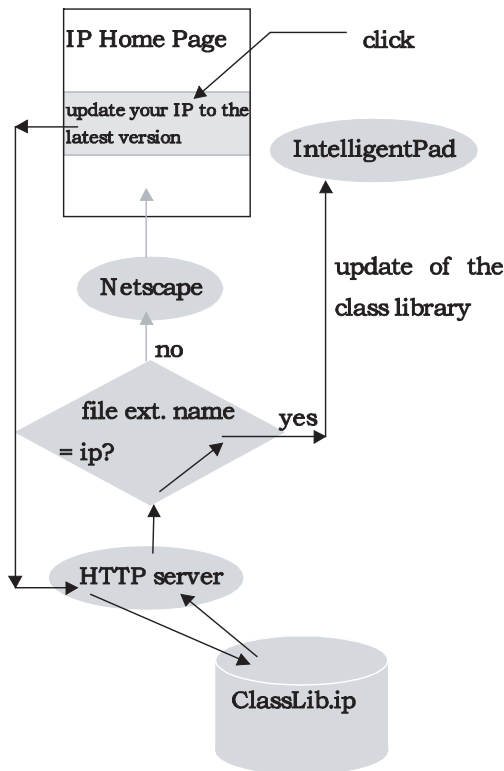 IP Home Page
click
update your IP to the
latest version
IntelligentPad
update of the
class library
Netscape
no
file ext. name
= ip?
yes
HTTP server
ClassLib.ip